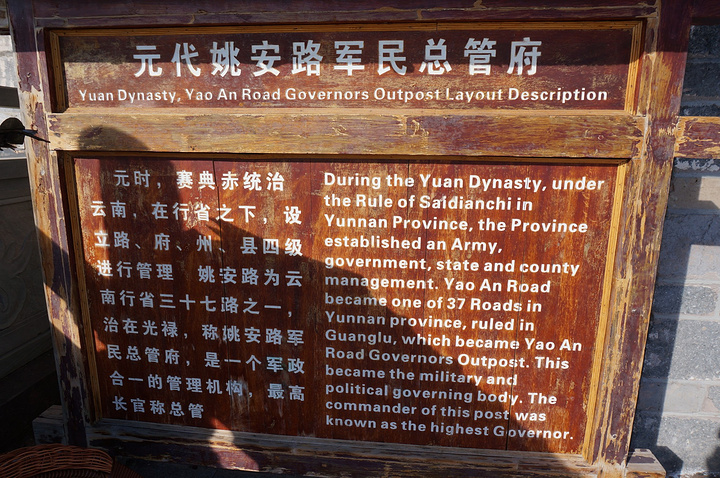 元代姚安路军民总管府
Yuan Dynasty, Yao An Road Governors Outpost Layout Description
元时，赛典赤统治
云南，在行省之下，设
立路、府、州、县四级
进行管理 姚安路为云
南行省三十七路之一，
治在光禄，称姚安路军
民总管府，是一个军政
合一的管理机构，最高
长官称总管
During the Yuan Dynasty, under
the Rule of Saidianchi in
Yunnan Province, the Province
established an Army,
government, state and county
management. Yao An Road
became one of 37 Roads in
Yunnan province, ruled in
Guanglu, which became Yao An
Road Governors Outpost. This
became the military and
political governing body. The
commander of this post was
known as the highest Governor.